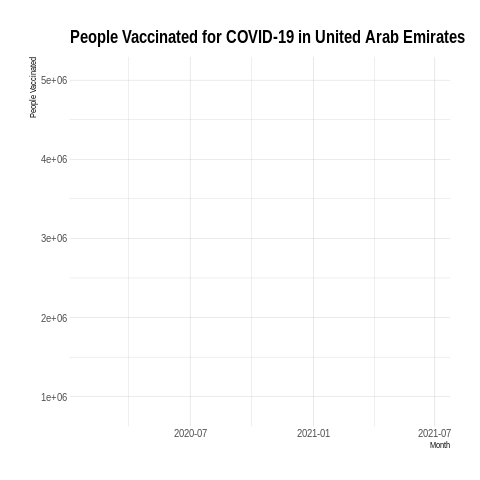 People Vaccinated for COVID-19 in United Arab Emirates
People Vaccinated
5e+06
4e+06
3e+06
2e+06
1e+06
2020-07 2021-01 2021-07
Month